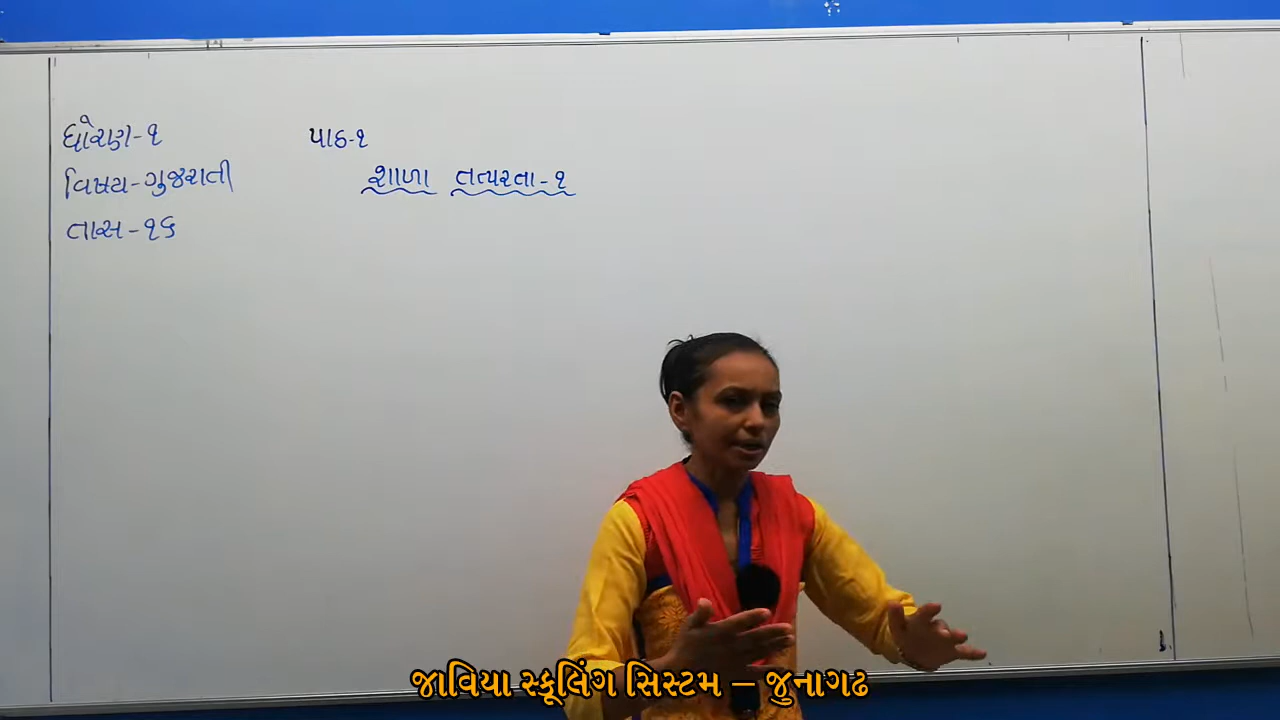 ધોરણ-૧
પાઠ-૧
વિષય-ગુજરાતી
શાળા તત્પરતા-૧
તાસ-૧૬
જાવિયા સ્કૂલિંગ સિસ્ટમ – જુનાગઢ